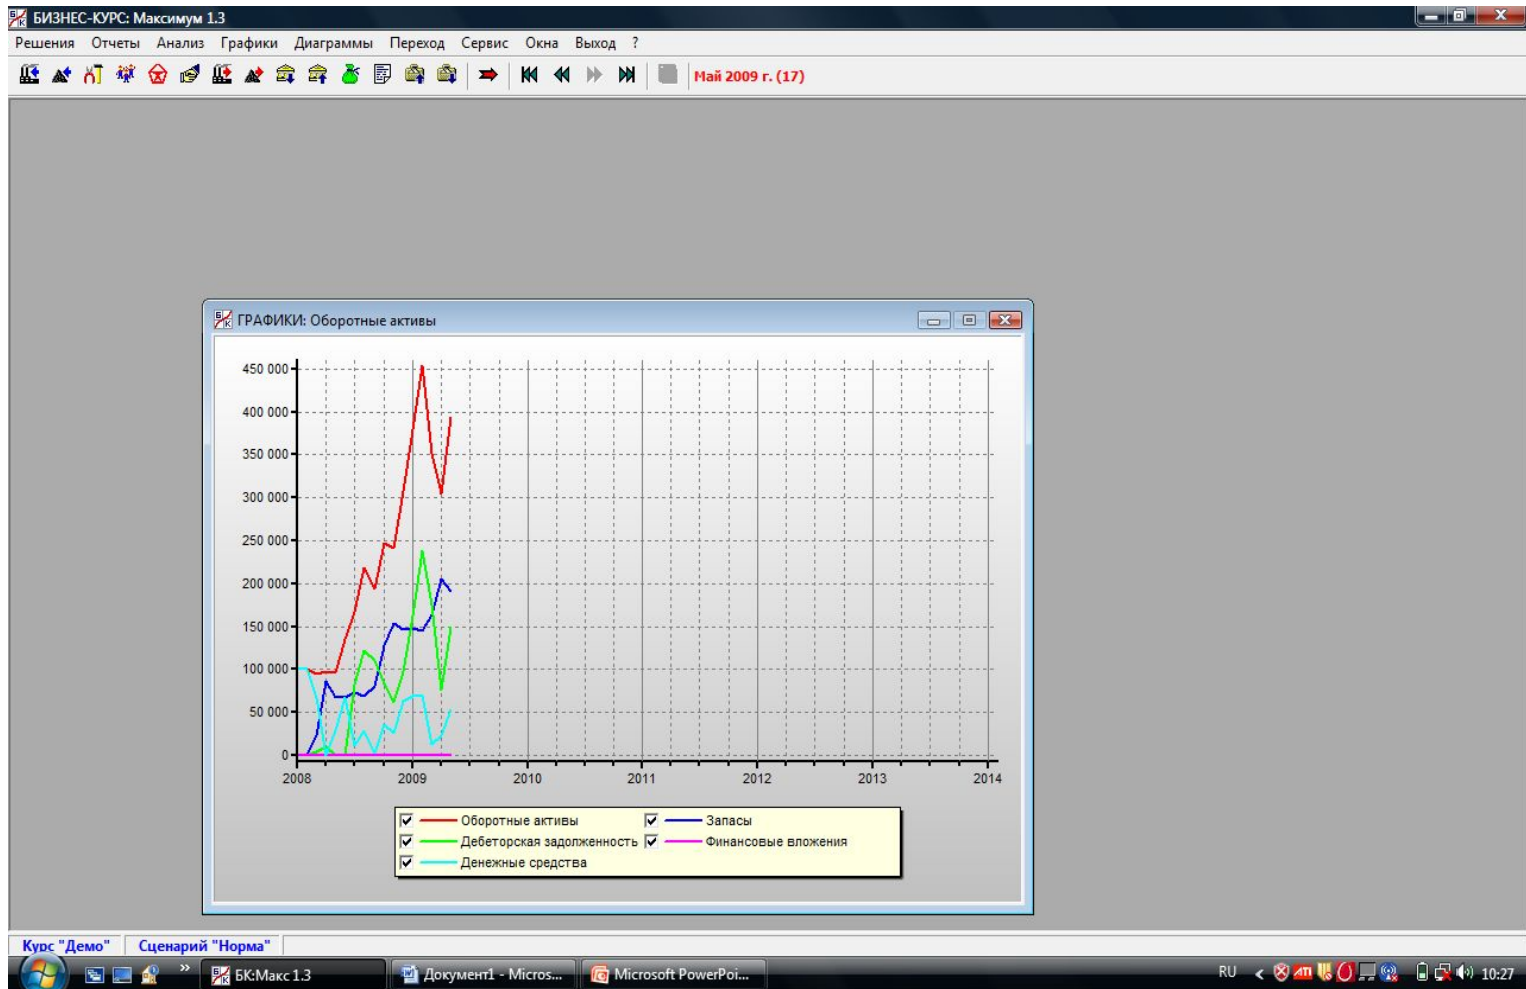 БИЗНЕС-КУРС: Максимум 1.3
Решения Отчеты Анализ Графики Диаграммы Переход Сервис Окна Выход ?
Май 2009 г. (17)
ГРАФИКИ: Оборотные активы
450 000
400 000
350 000
300 000
250 000
200 000
150 000
100 000
50 000
0
2008 2009 2010 2011 2012 2013 2014
Оборотные активы Запасы
Дебеторская задолженность Финансовые вложения
Денежные средства
Курс "Демо" Сценарий "Норма"
» БК:Макс 1.3 Документ1 - Micros... Microsoft PowerPoi... RU < ATI 10:27